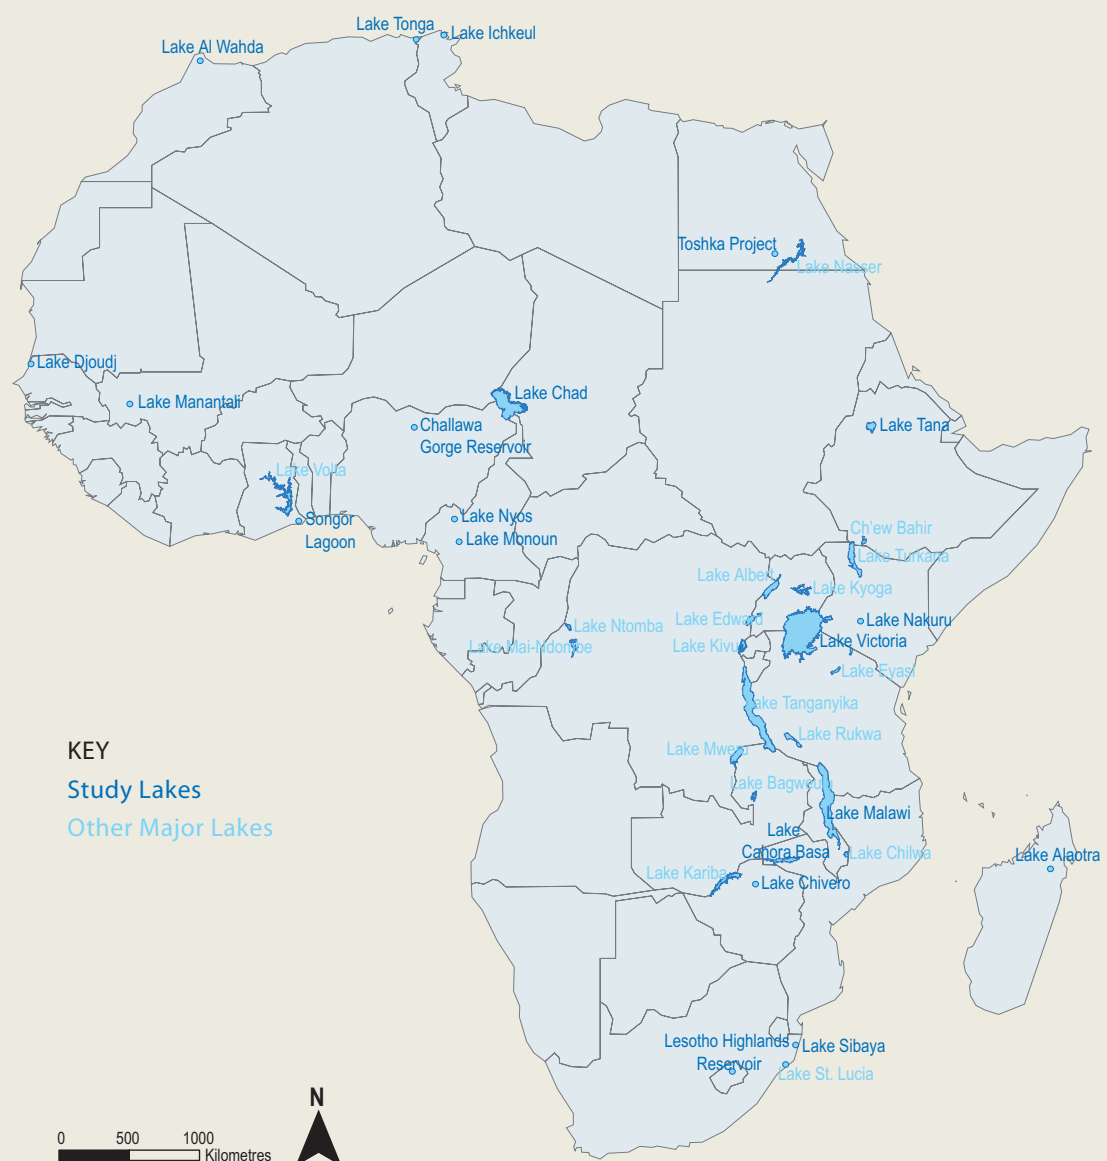 Lake Tonga
Lake Ichkeul
Lake Al Wahda
Toshka Project
Lake Nasser
Lake Djoudj
Lake Manantali
Lake Chad
Challawa
Gorge Reservoir
Lake Tana
Lake Volta
Songor
Lagoon
Lake Nyos
Lake Monoun
Ch'ew Bahir
Lake Turkana
Lake Albert
Lake Kyoga
Lake Edward
Lake Nakuru
Lake Ntomba
Lake Victoria
Lake Mai-Ndombe
Lake Kivu
Lake Eyasi
Lake Tanganyika
Lake Rukwa
Lake Mweru
KEY
Study Lakes
Other Major Lakes
Lake Bagweulu
Lake Malawi
Lake
Cahora Basa
Lake Chilwa
Lake Alaotra
Lake Kariba
Lake Chivero
Lesotho Highlands
Reservoir
Lake Sibaya
Lake St. Lucia
N
0 500 1000
Kilometres